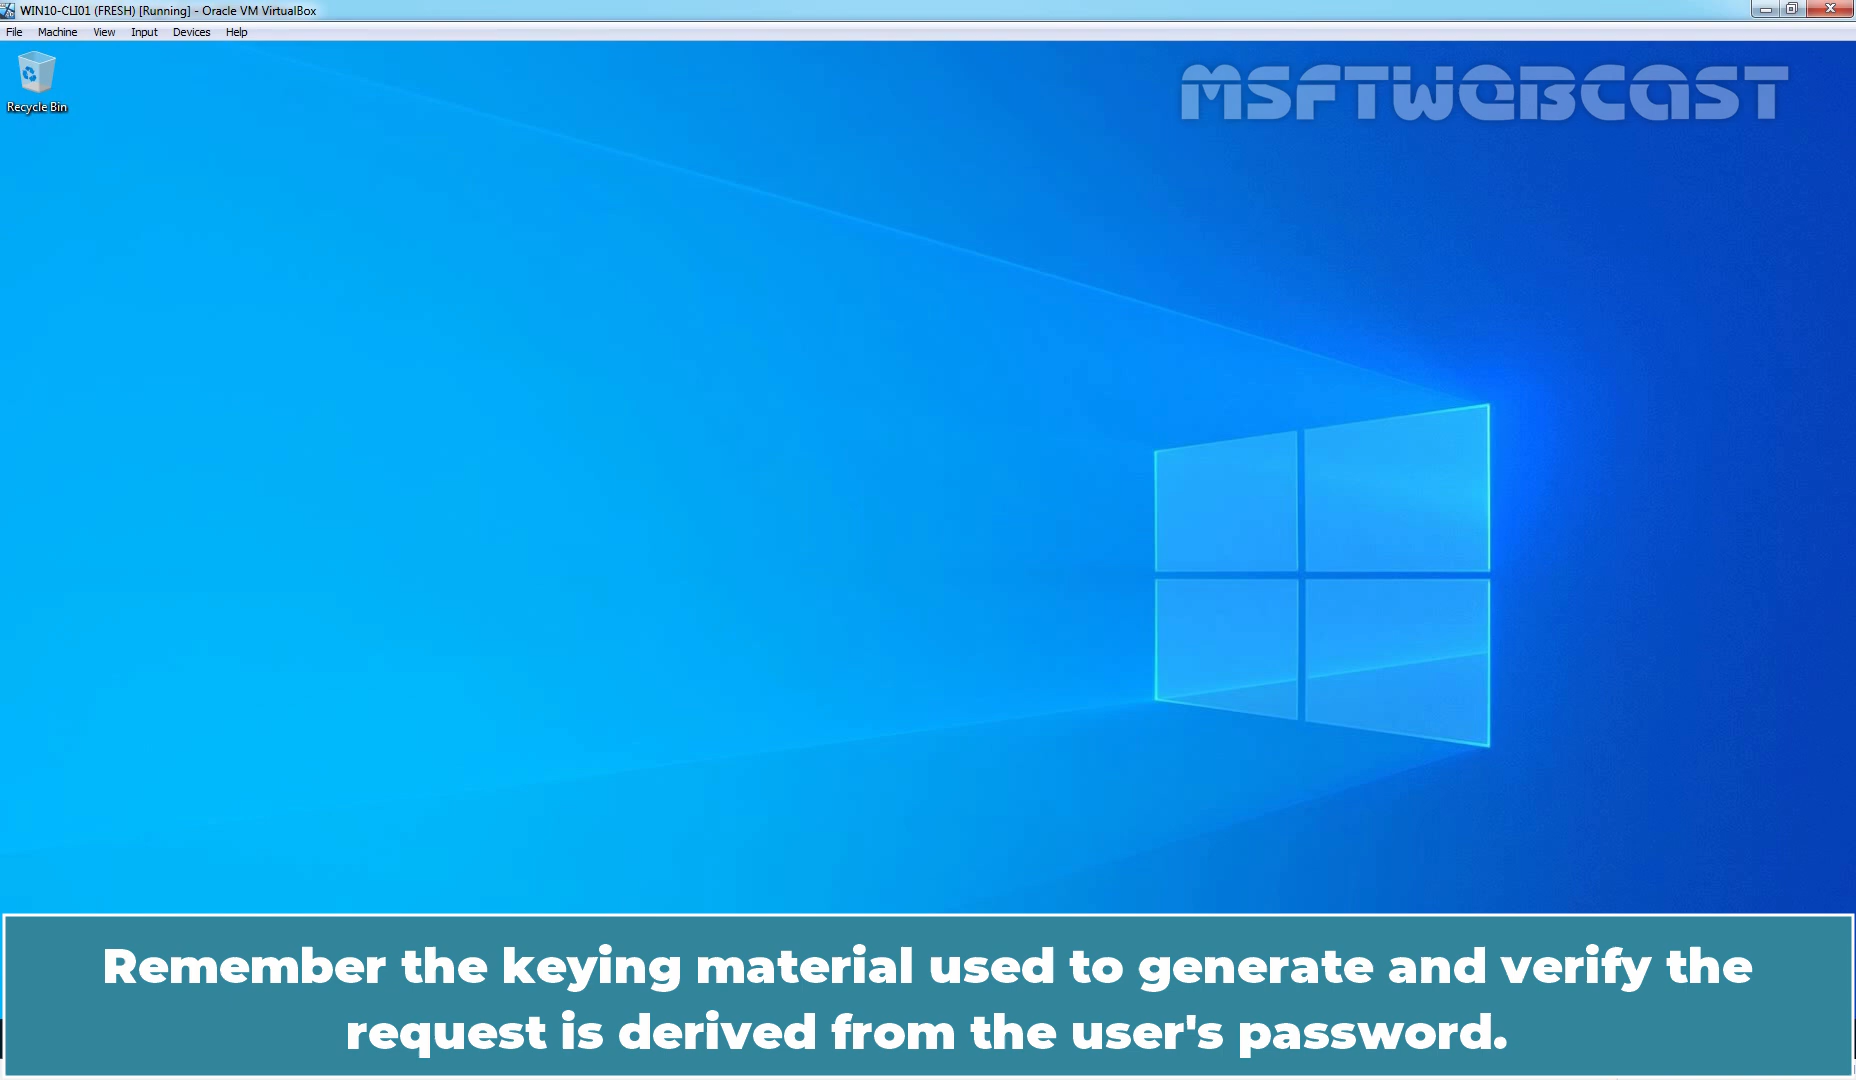 WIN10-CLI01 (FRESH) [Running] - Oracle VM VirtualBox
File Machine View Input Devices Help
MSFTWEBCAST
Recycle Bin
Remember the keying material used to generate and verify the
request is derived from the user's password.